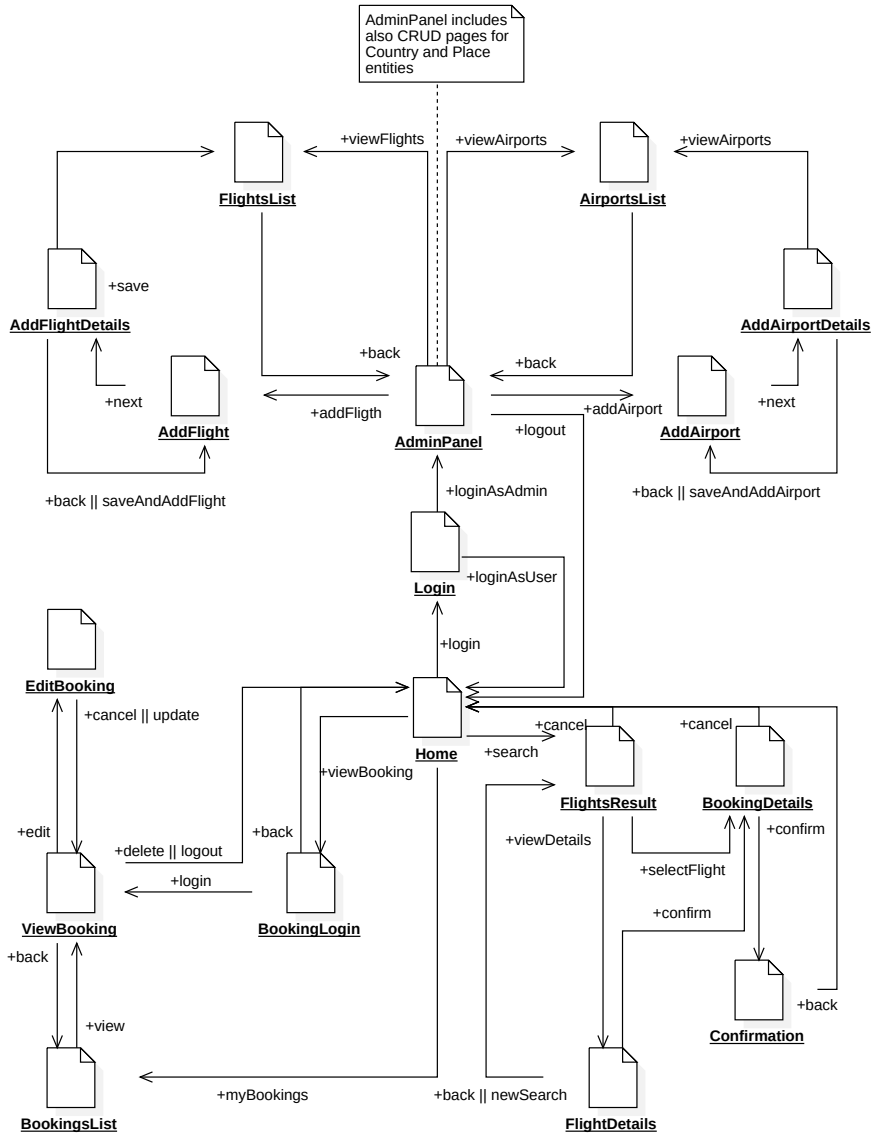 AdminPanel includes
also CRUD pages for
Country and Place
entities
+viewFlights
+viewAirports
+viewAirports
FlightsList
AirportsList
+save
AddFlightDetails
AddAirportDetails
+back
+back
+next
+addFligth
+addAirport
+next
AddFlight
AdminPanel
+logout
AddAirport
+back || saveAndAddFlight
+loginAsAdmin
+back || saveAndAddAirport
+loginAsUser
Login
+login
EditBooking
+cancel || update
+cancel
+cancel
Home
+search
+viewBooking
FlightsResult
BookingDetails
+edit
+back
+viewDetails
+confirm
+delete || logout
+selectFlight
+login
ViewBooking
BookingLogin
+confirm
+back
+back
+view
Confirmation
+myBookings
+back || newSearch
BookingsList
FlightDetails